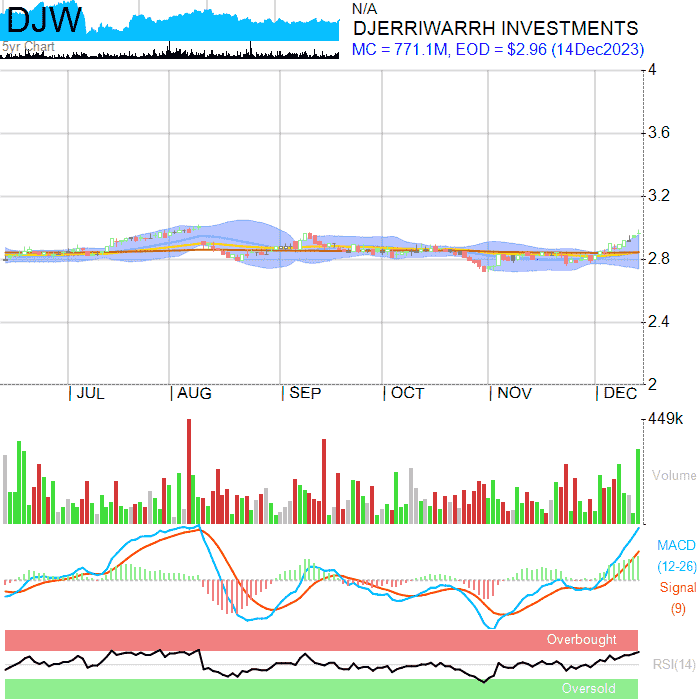 DJW
5yr Chart
N/A
DJERRIWARRH INVESTMENTS
MC = 771.1M, EOD = $2.96 (14Dec2023)
4
3.6
3.2
2.8
2.4
2
JUL
AUG
SEP
OCT
NOV
DEC
449k
Volume
MACD
(12-26)
Signal
(9)
Overbought
RSI(14)
Oversold